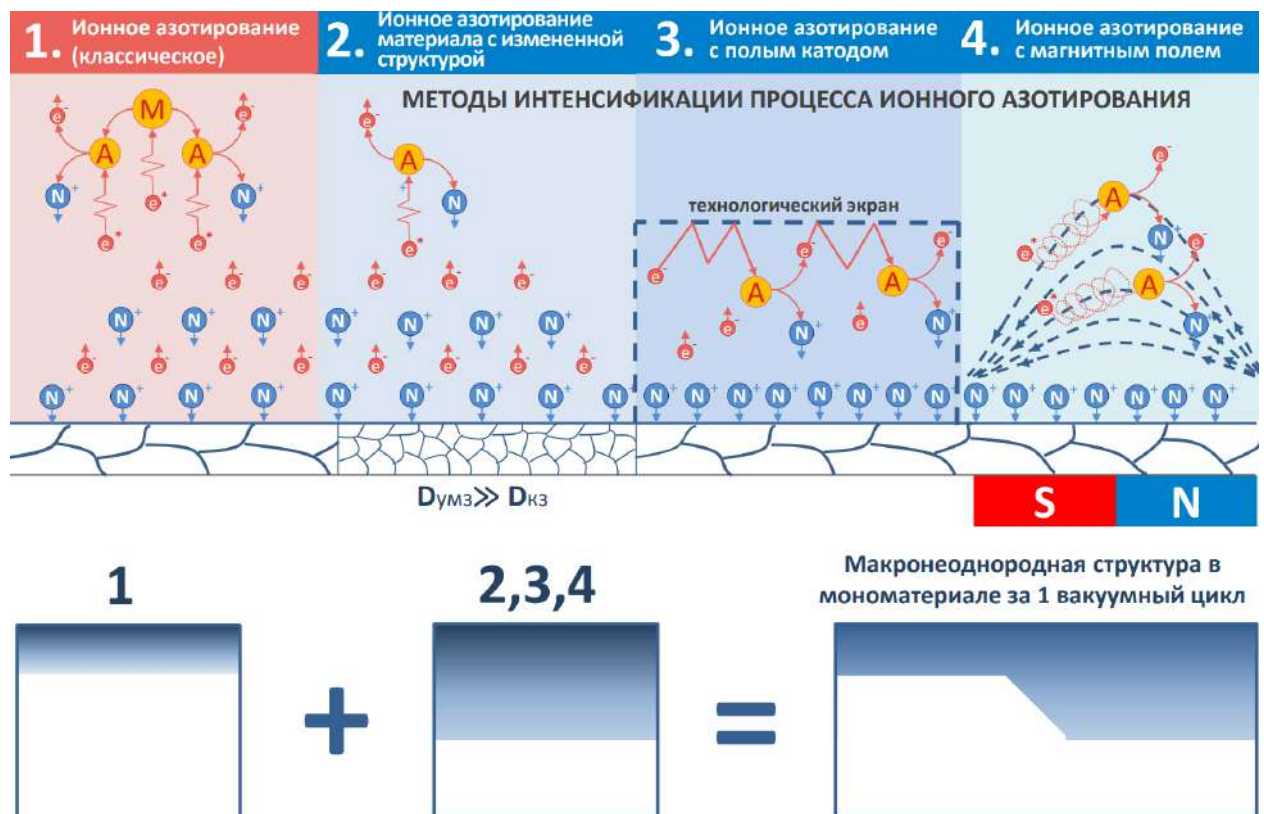 1. Ионное азотирование
(классическое)
2. Ионное азотирование
материала с измененной
структурой
3. Ионное азотирование
с полым катодом
4. Ионное азотирование
с магнитным полем
МЕТОДЫ ИНТЕНСИФИКАЦИИ ПРОЦЕССА ИОННОГО АЗОТИРОВАНИЯ
M
e⁻ A A e⁻
N⁺ e* N⁺
e* e*
e⁻ e⁻ e⁻ e⁻
N⁺ N⁺ N⁺
e⁻ e⁻ e⁻ e⁻
N⁺ N⁺ N⁺ N⁺
e⁻
A
+
N⁺
e*
e⁻ e⁻ e⁻
N⁺ N⁺ N⁺ N⁺
e⁻ e⁻ e⁻ e⁻
N⁺ N⁺ N⁺ N⁺ N⁺
технологический экран
e⁻ e⁻ e⁻
A A
e⁻ e⁻ N⁺ e⁻ N⁺
N⁺ N⁺ N⁺ N⁺ N⁺ N⁺ N⁺ N⁺
e⁻
A
e* N⁺ e⁻
e* A
N⁺
N⁺ N⁺ N⁺ N⁺ N⁺ N⁺ N⁺
Dумз≫ Dкз
S N
1
2,3,4
Макронеоднородная структура в
мономатериале за 1 вакуумный цикл
+ =